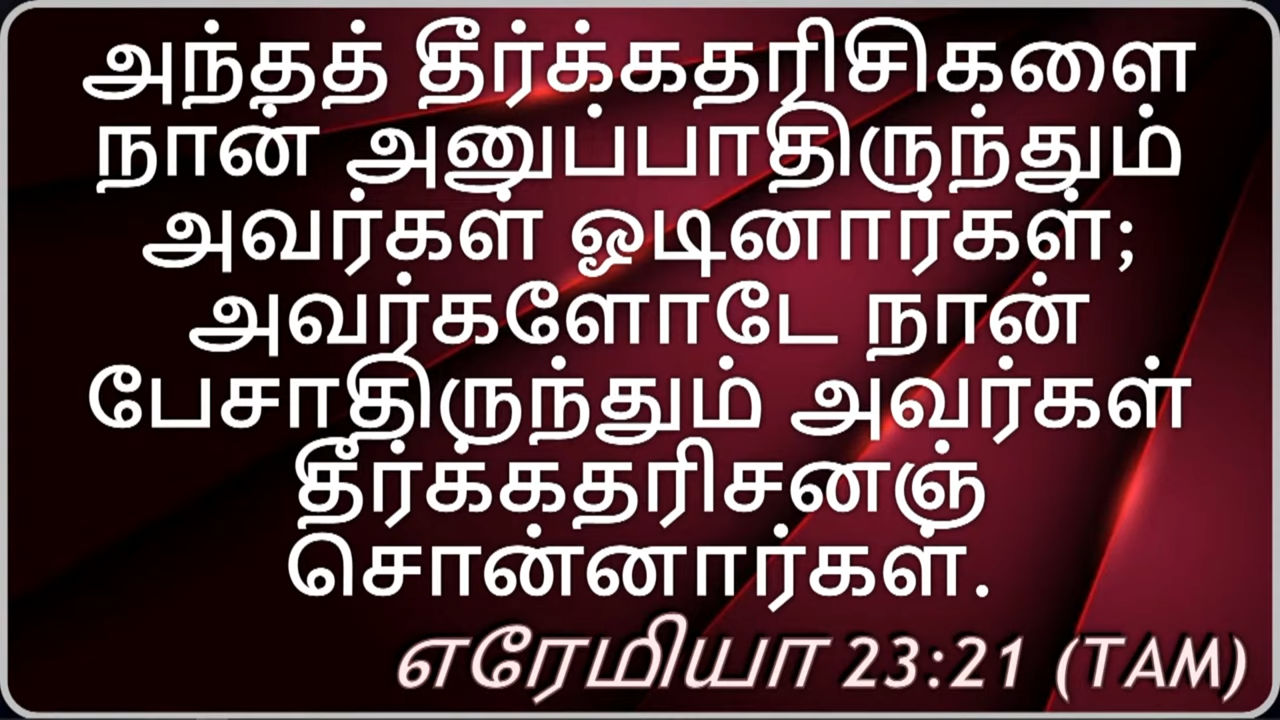 அந்தத் தீர்க்கதரிசிகளை
நான் அனுப்பாதிருந்தும்
அவர்கள் ஓடினார்கள்;
அவர்களோடே நான்
பேசாதிருந்தும் அவர்கள்
தீர்க்கதரிசனஞ்
சொன்னார்கள்.
எரேமியா 23:21 (TAM)